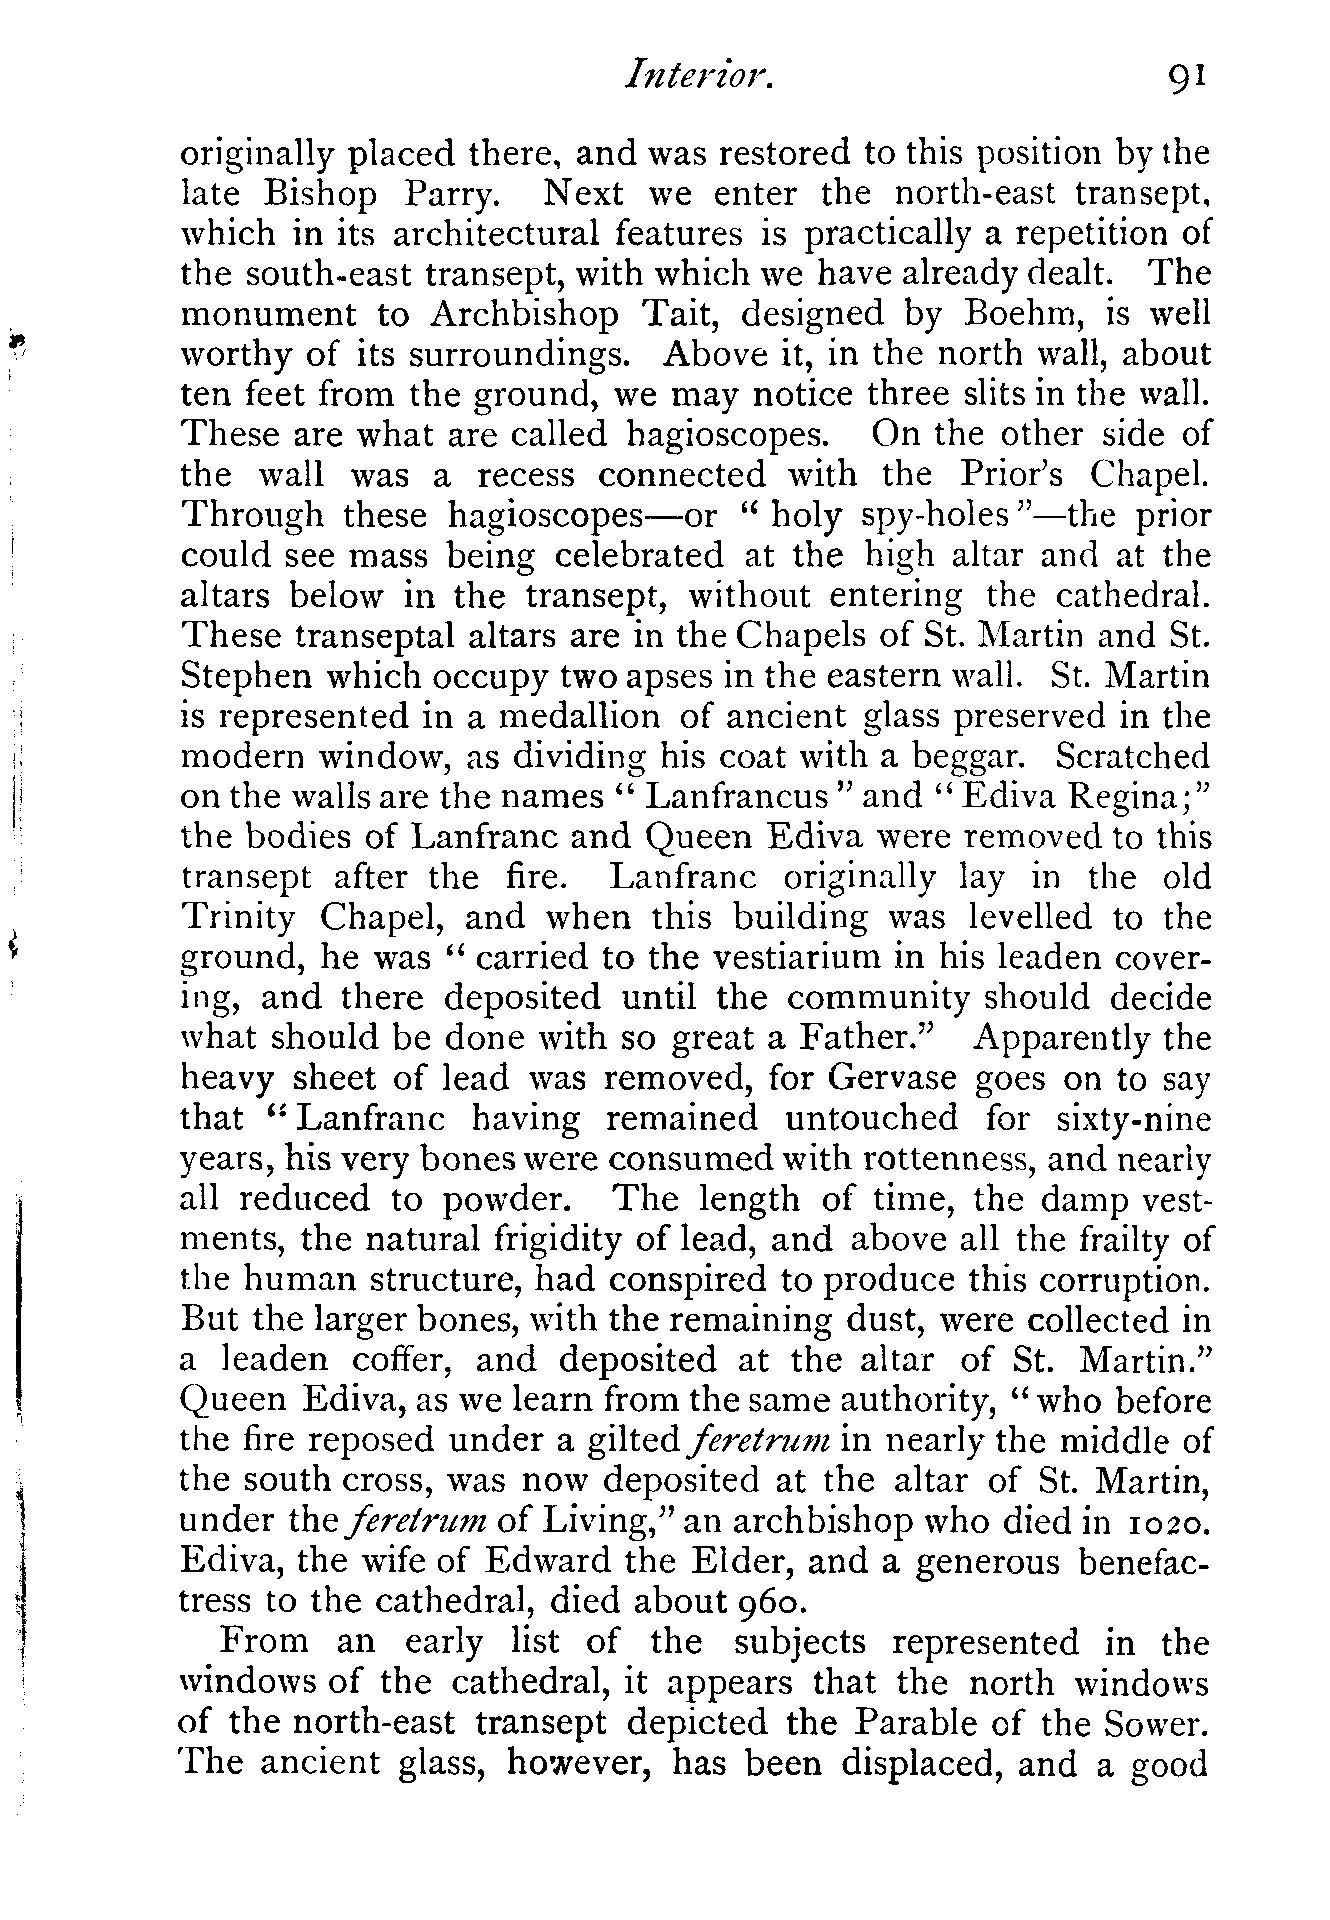 Interior. 91
originally placed there, and was restored to this position by the
late Bishop Parry. Next we enter the north-east transept,
which in its architectural features is practically a repetition of
the south-east transept, with which we have already dealt. The
monument to Archbishop Tait, designed by Boehm, is well
worthy of its surroundings. Above it, in the north wall, about
ten feet from the ground, we may notice three slits in the wall.
These are what are called hagioscopes. On the other side of
the wall was a recess connected with the Prior's Chapel.
Through these hagioscopes—or “ holy spy-holes ”—the prior
could see mass being celebrated at the high altar and at the
altars below in the transept, without entering the cathedral.
These transeptal altars are in the Chapels of St. Martin and St.
Stephen which occupy two apses in the eastern wall. St. Martin
is represented in a medallion of ancient glass preserved in the
modern window, as dividing his coat with a beggar. Scratched
on the walls are the names “ Lanfrancus ” and “ Ediva Regina;”
the bodies of Lanfranc and Queen Ediva were removed to this
transept after the fire. Lanfranc originally lay in the old
Trinity Chapel, and when this building was levelled to the
ground, he was “ carried to the vestiarium in his leaden cover-
ing, and there deposited until the community should decide
what should be done with so great a Father.” Apparently the
heavy sheet of lead was removed, for Gervase goes on to say
that “ Lanfranc having remained untouched for sixty-nine
years, his very bones were consumed with rottenness, and nearly
all reduced to powder. The length of time, the damp vest-
ments, the natural frigidity of lead, and above all the frailty of
the human structure, had conspired to produce this corruption.
But the larger bones, with the remaining dust, were collected in
a leaden coffer, and deposited at the altar of St. Martin.”
Queen Ediva, as we learn from the same authority, “ who before
the fire reposed under a gilted feretrum in nearly the middle of
the south cross, was now deposited at the altar of St. Martin,
under the feretrum of Living,” an archbishop who died in 1020.
Ediva, the wife of Edward the Elder, and a generous benefac-
tress to the cathedral, died about 960.
From an early list of the subjects represented in the
windows of the cathedral, it appears that the north windows
of the north-east transept depicted the Parable of the Sower.
The ancient glass, however, has been displaced, and a good